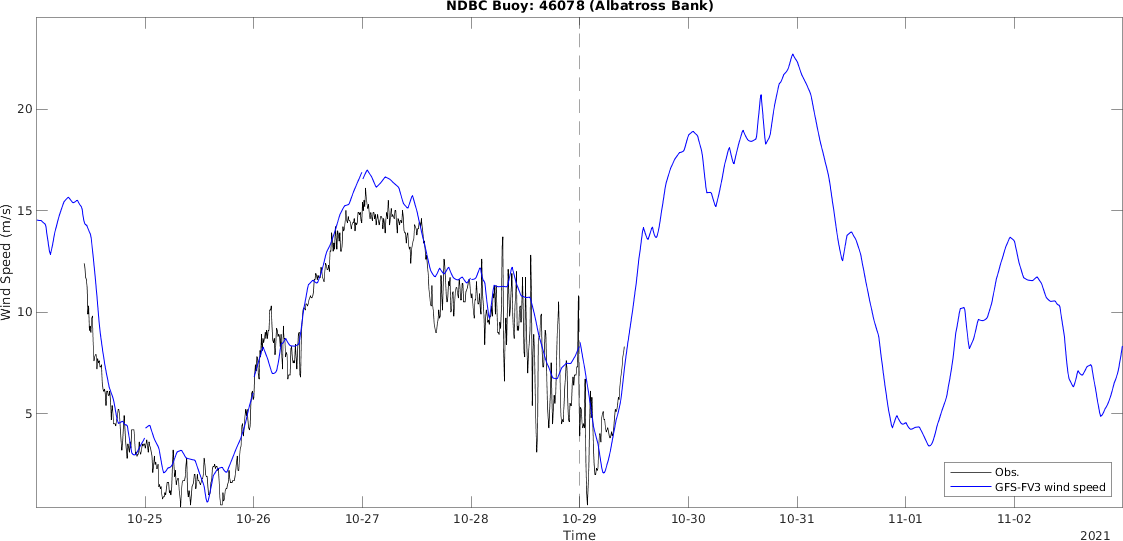 NDBC Buoy: 46078 (Albatross Bank)
Wind Speed (m/s)
20
15
10
5
Obs.
GFS-FV3 wind speed
10-25 10-26 10-27 10-28 10-29 10-30 10-31 11-01 11-02
Time
2021